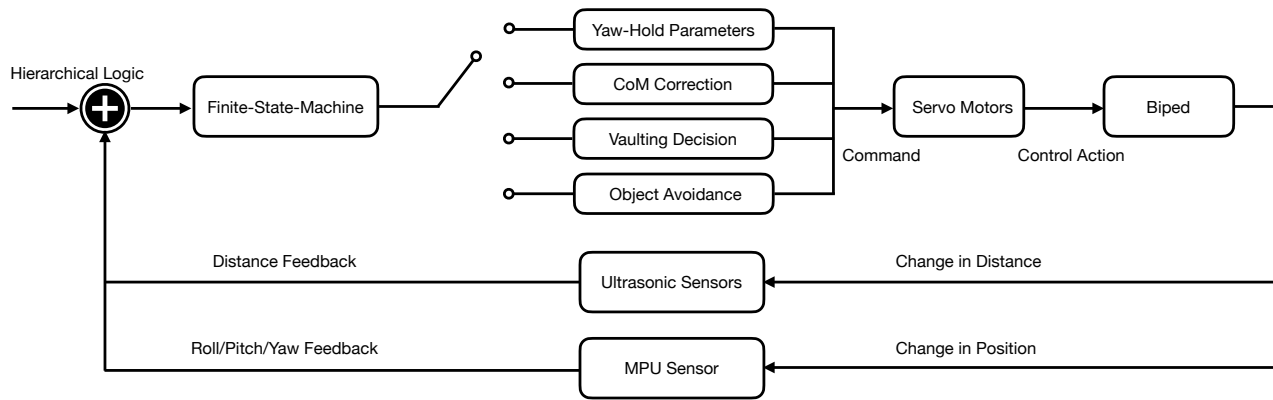 Hierarchical Logic
Finite-State-Machine
Yaw-Hold Parameters
CoM Correction
Vaulting Decision
Object Avoidance
Command
Servo Motors
Control Action
Biped
Distance Feedback
Ultrasonic Sensors
Change in Distance
Roll/Pitch/Yaw Feedback
MPU Sensor
Change in Position